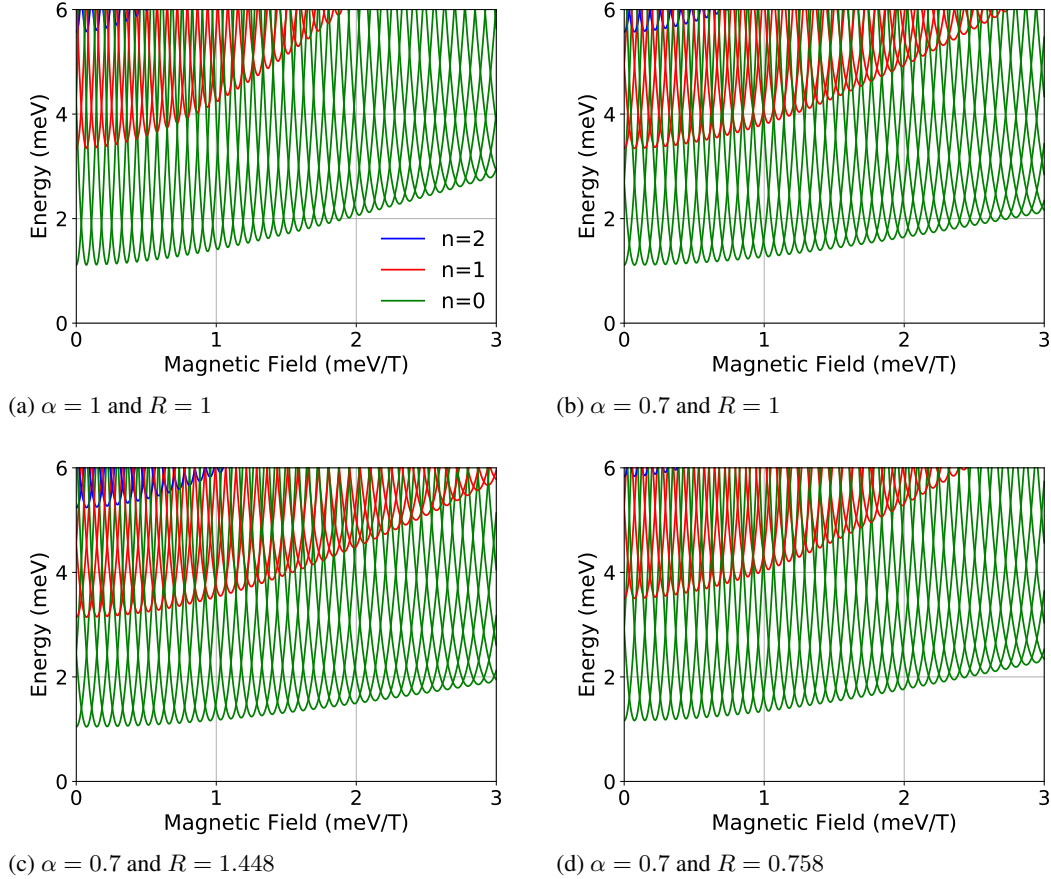 6
4
2
0
Energy (meV)
n=2
n=1
n=0
0 1 2 3
Magnetic Field (meV/T)
(a) α = 1 and R = 1
6
4
2
0
Energy (meV)
0 1 2 3
Magnetic Field (meV/T)
(b) α = 0.7 and R = 1
6
4
2
0
Energy (meV)
0 1 2 3
Magnetic Field (meV/T)
(c) α = 0.7 and R = 1.448
6
4
2
0
Energy (meV)
0 1 2 3
Magnetic Field (meV/T)
(d) α = 0.7 and R = 0.758